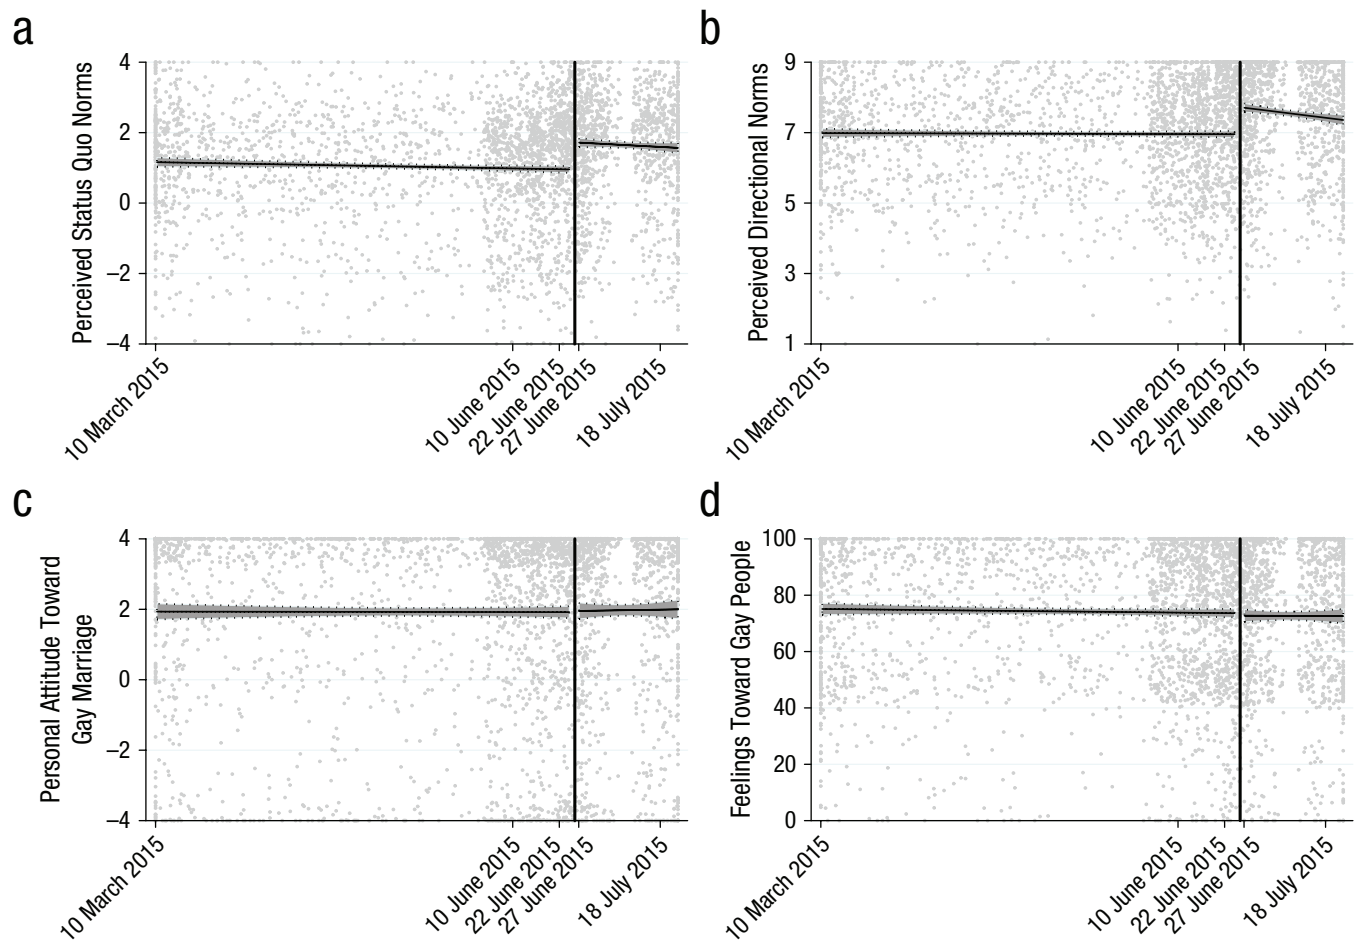 a
Perceived Status Quo Norms
4
2
0
–2
–4
10 March 2015
10 June 2015
22 June 2015
27 June 2015
18 July 2015
b
Perceived Directional Norms
9
7
5
3
1
10 March 2015
10 June 2015
22 June 2015
27 June 2015
18 July 2015
c
Personal Attitude Toward
Gay Marriage
4
2
0
–2
–4
10 March 2015
10 June 2015
22 June 2015
27 June 2015
18 July 2015
d
Feelings Toward Gay People
100
80
60
40
20
0
10 March 2015
10 June 2015
22 June 2015
27 June 2015
18 July 2015